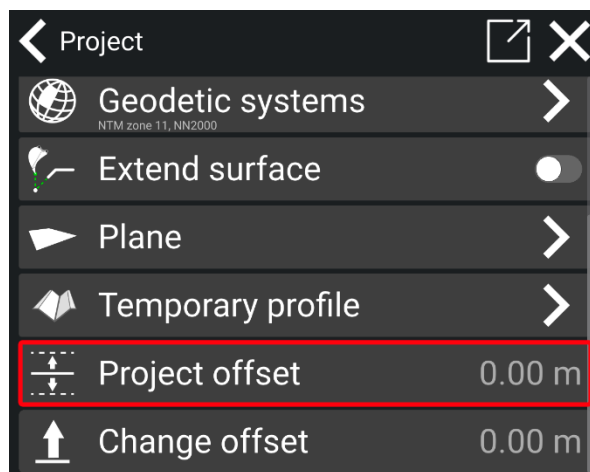 Project
Geodetic systems
NTM zone 11, NN2000
Extend surface
Plane
Temporary profile
Project offset 0.00 m
Change offset 0.00 m